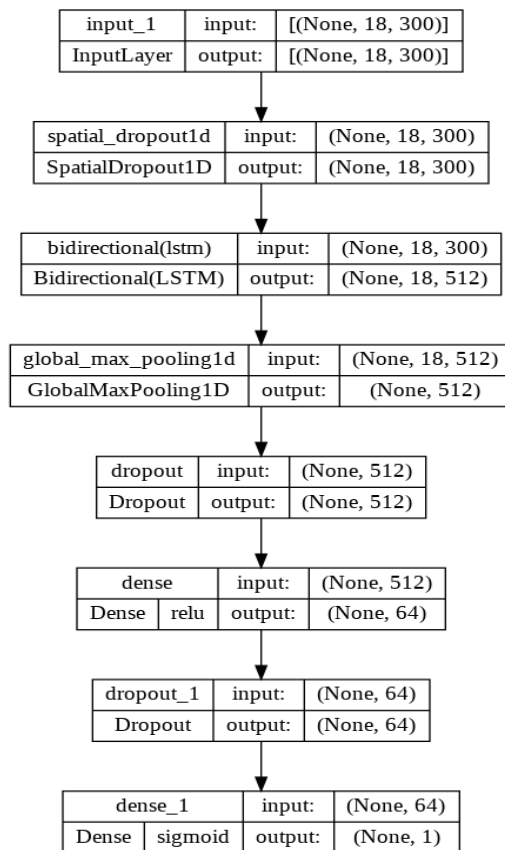 input_1 input: [(None, 18, 300)]
InputLayer output: [(None, 18, 300)]
spatial_dropout1d input: (None, 18, 300)
SpatialDropout1D output: (None, 18, 300)
bidirectional(lstm) input: (None, 18, 300)
Bidirectional(LSTM) output: (None, 18, 512)
global_max_pooling1d input: (None, 18, 512)
GlobalMaxPooling1D output: (None, 512)
dropout input: (None, 512)
Dropout output: (None, 512)
dense input: (None, 512)
Dense relu output: (None, 64)
dropout_1 input: (None, 64)
Dropout output: (None, 64)
dense_1 input: (None, 64)
Dense sigmoid output: (None, 1)